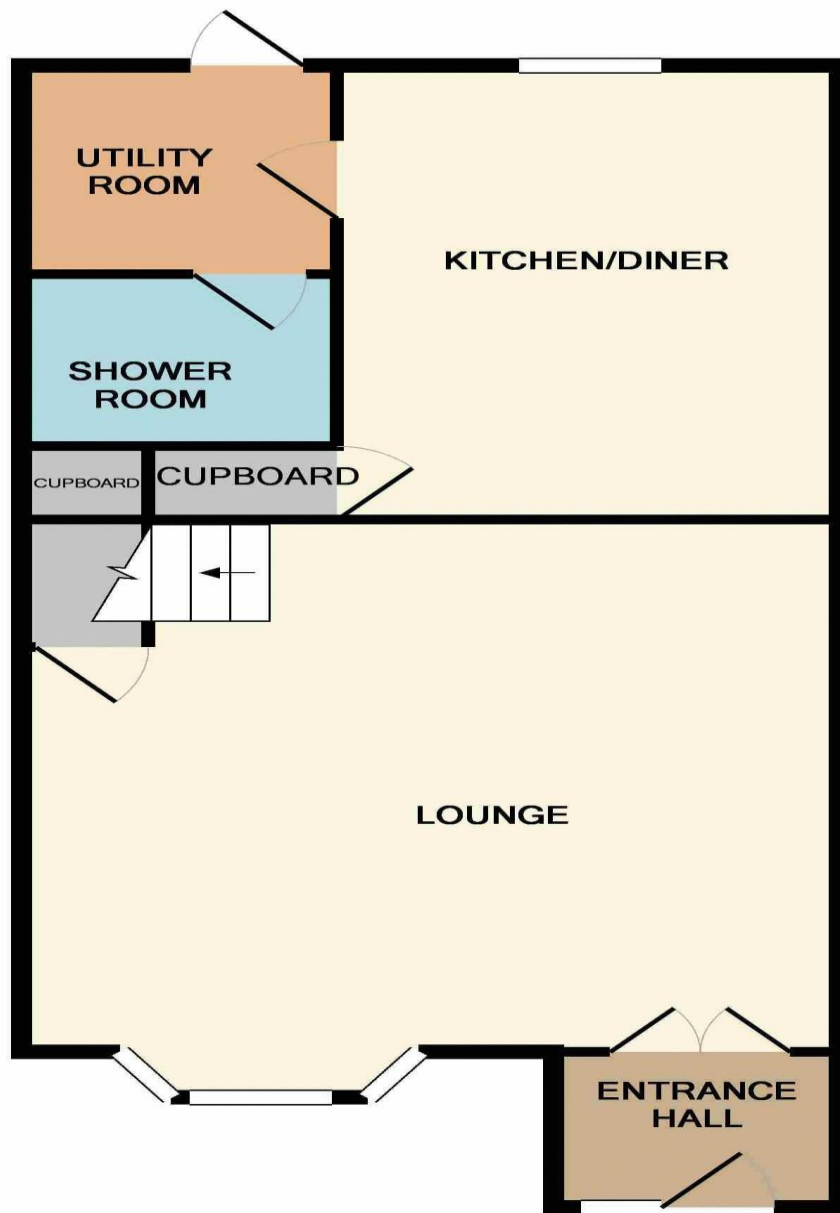 UTILITY
ROOM
KITCHEN/DINER
SHOWER
ROOM
CUPBOARD
CUPBOARD
LOUNGE
ENTRANCE
HALL